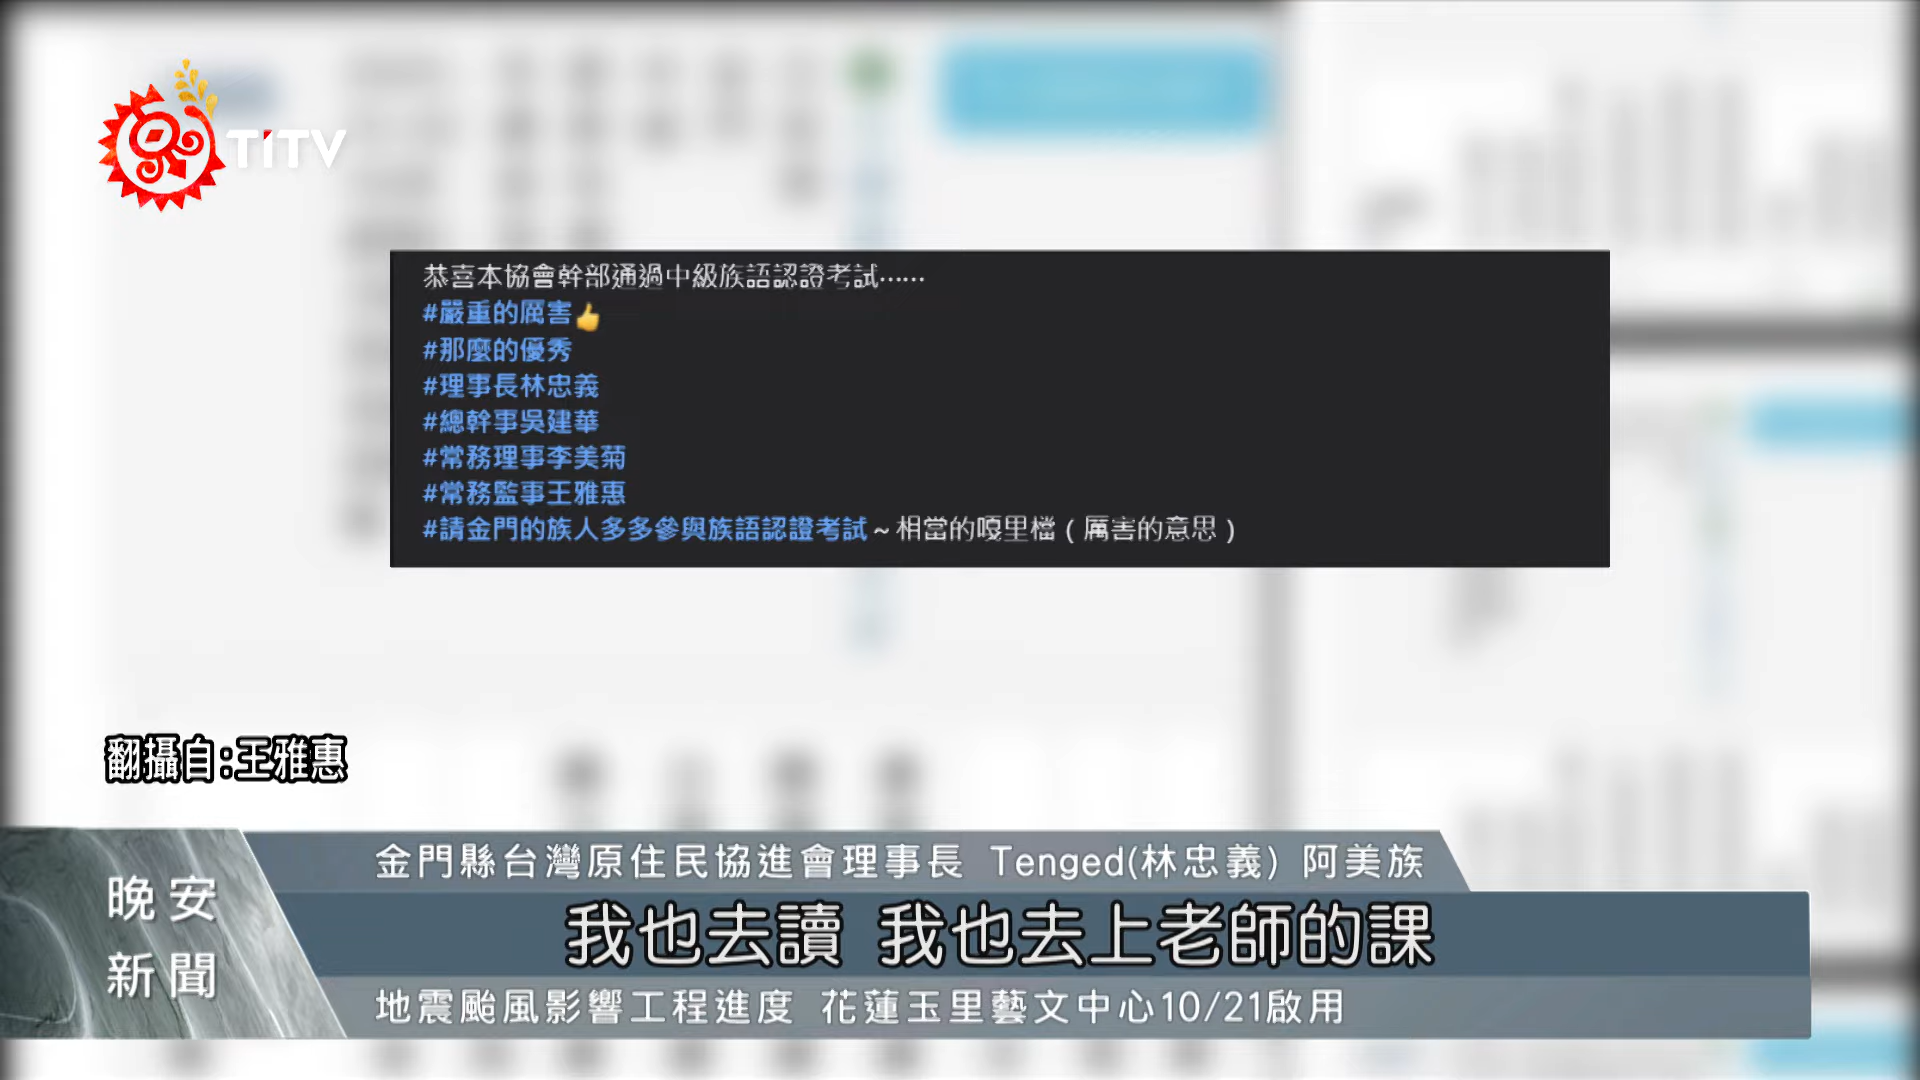 TiTV
恭喜本協會幹部通過中級族語認證考試⋯⋯
#嚴重的厲害👍
#那麼的優秀
#理事長林忠義
#總幹事吳建華
#常務理事李美菊
#常務監事王雅惠
#請金門的族人多多參與族語認證考試～相當的嘎里檔(厲害的意思)
翻攝自:王雅惠
金門縣台灣原住民協進會理事長 Tenged(林忠義) 阿美族
晚安
新聞
我也去讀 我也去上老師的課
地震颱風影響工程進度 花蓮玉里藝文中心10/21啟用